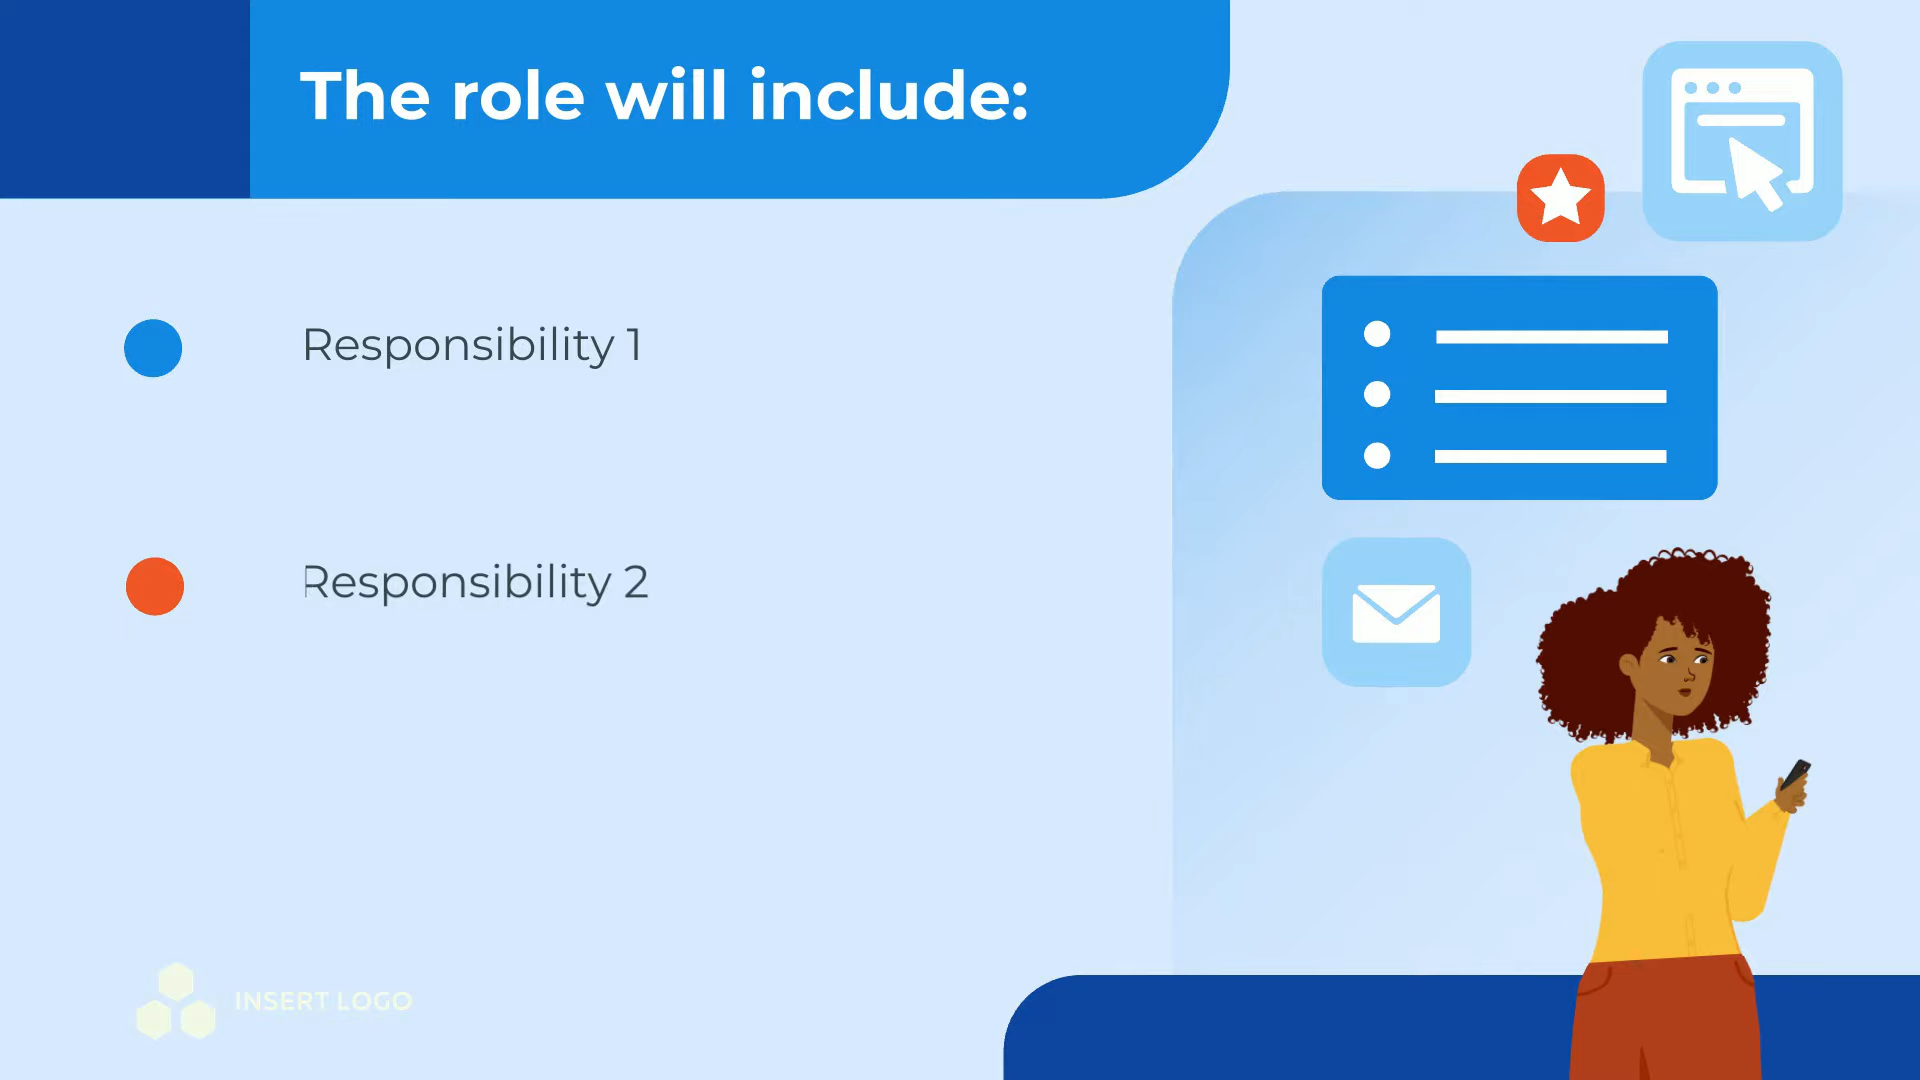 The role will include:
Responsibility 1
Responsibility 2
INSERT LOGO